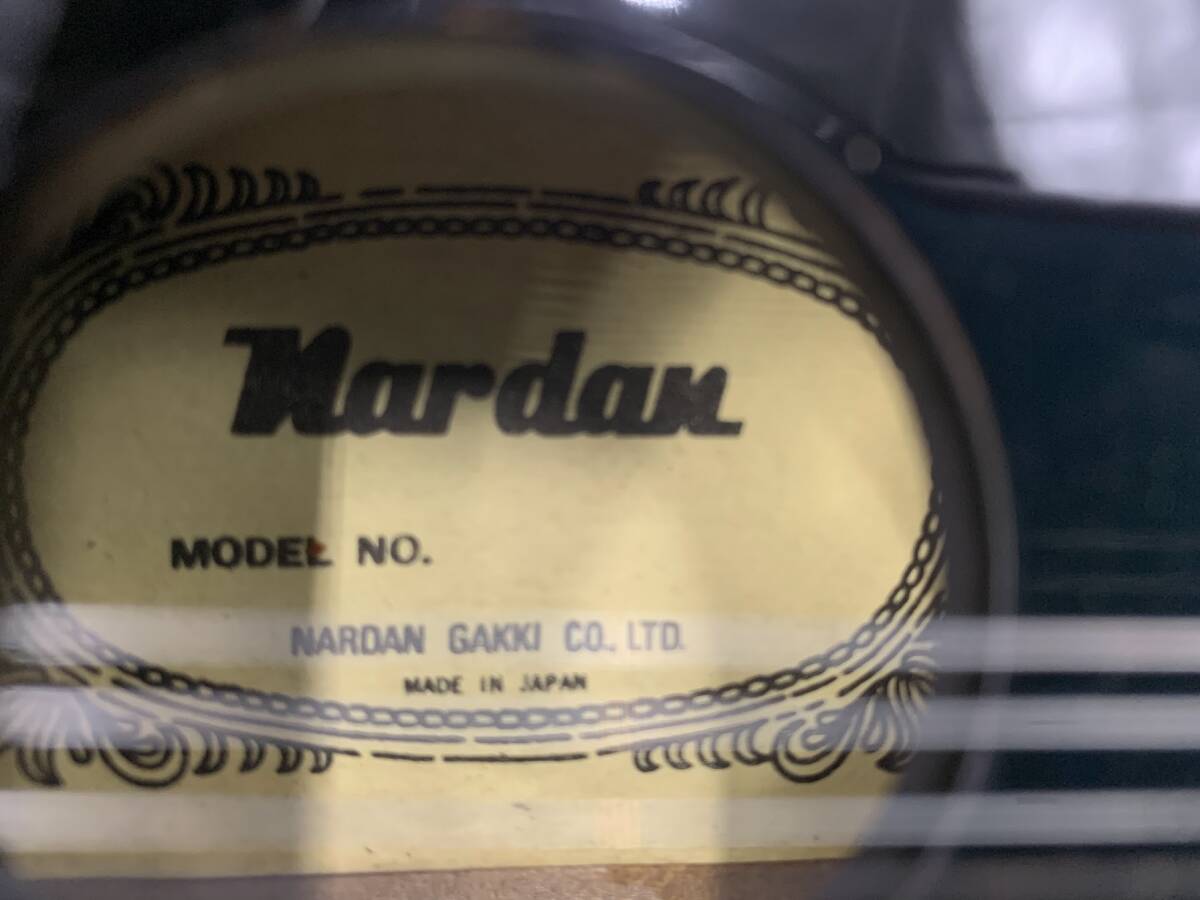 Nardan
MODEL NO.
NARDAN GAKKI CO., LTD.
MADE IN JAPAN